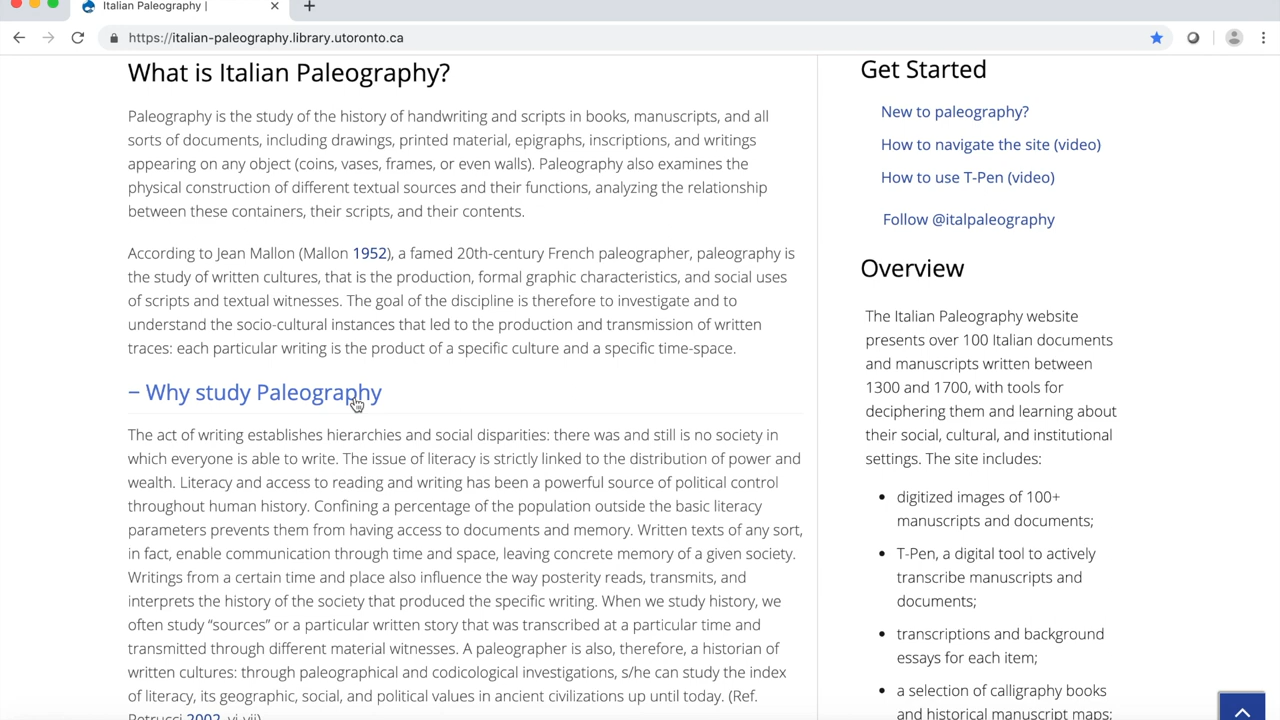 Italian Paleography |
https://italian-paleography.library.utoronto.ca
What is Italian Paleography?
Paleography is the study of the history of handwriting and scripts in books, manuscripts, and all
sorts of documents, including drawings, printed material, epigraphs, inscriptions, and writings
appearing on any object (coins, vases, frames, or even walls). Paleography also examines the
physical construction of different textual sources and their functions, analyzing the relationship
between these containers, their scripts, and their contents.
According to Jean Mallon (Mallon 1952), a famed 20th-century French paleographer, paleography is
the study of written cultures, that is the production, formal graphic characteristics, and social uses
of scripts and textual witnesses. The goal of the discipline is therefore to investigate and to
understand the socio-cultural instances that led to the production and transmission of written
traces: each particular writing is the product of a specific culture and a specific time-space.
− Why study Paleography
The act of writing establishes hierarchies and social disparities: there was and still is no society in
which everyone is able to write. The issue of literacy is strictly linked to the distribution of power and
wealth. Literacy and access to reading and writing has been a powerful source of political control
throughout human history. Confining a percentage of the population outside the basic literacy
parameters prevents them from having access to documents and memory. Written texts of any sort,
in fact, enable communication through time and space, leaving concrete memory of a given society.
Writings from a certain time and place also influence the way posterity reads, transmits, and
interprets the history of the society that produced the specific writing. When we study history, we
often study “sources” or a particular written story that was transcribed at a particular time and
transmitted through different material witnesses. A paleographer is also, therefore, a historian of
written cultures: through paleographical and codicological investigations, s/he can study the index
of literacy, its geographic, social, and political values in ancient civilizations up until today. (Ref.
Petrucci 2002, vi-vii)
Get Started
New to paleography?
How to navigate the site (video)
How to use T-Pen (video)
Follow @italpaleography
Overview
The Italian Paleography website
presents over 100 Italian documents
and manuscripts written between
1300 and 1700, with tools for
deciphering them and learning about
their social, cultural, and institutional
settings. The site includes:
• digitized images of 100+
manuscripts and documents;
• T-Pen, a digital tool to actively
transcribe manuscripts and
documents;
• transcriptions and background
essays for each item;
• a selection of calligraphy books
and historical manuscript maps;